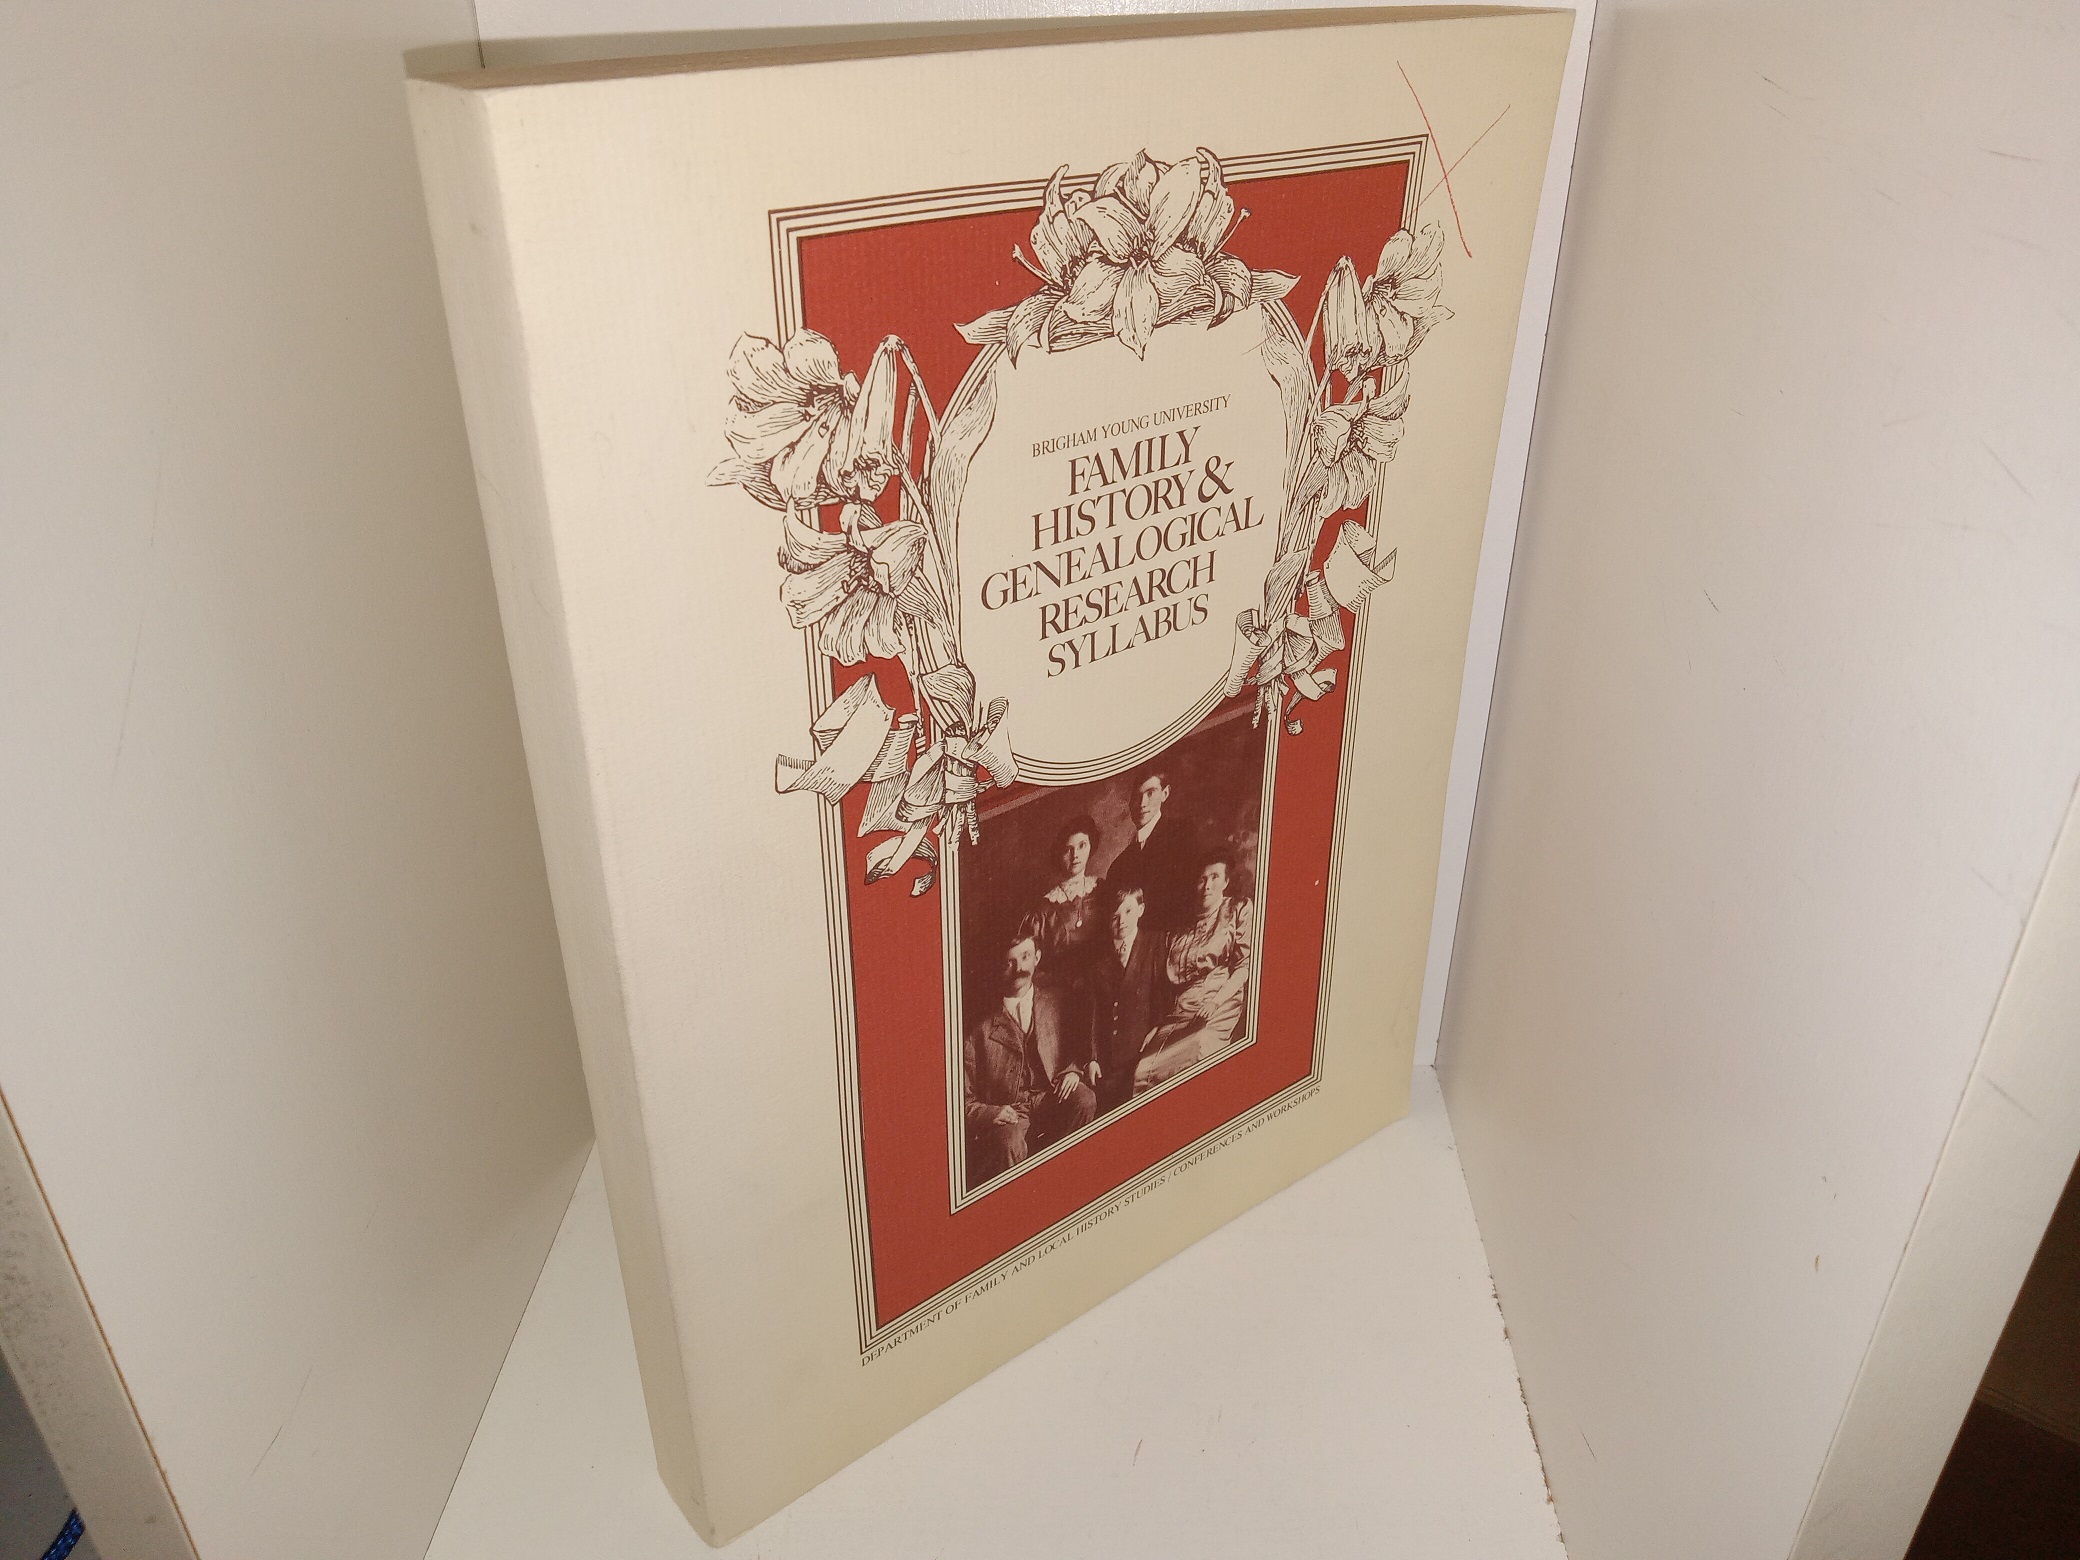 BRIGHAM YOUNG UNIVERSITY
FAMILY
HISTORY &
GENEALOGICAL
RESEARCH
SYLLABUS
DEPARTMENT OF FAMILY AND LOCAL HISTORY STUDIES / CONFERENCES AND WORKSHOPS